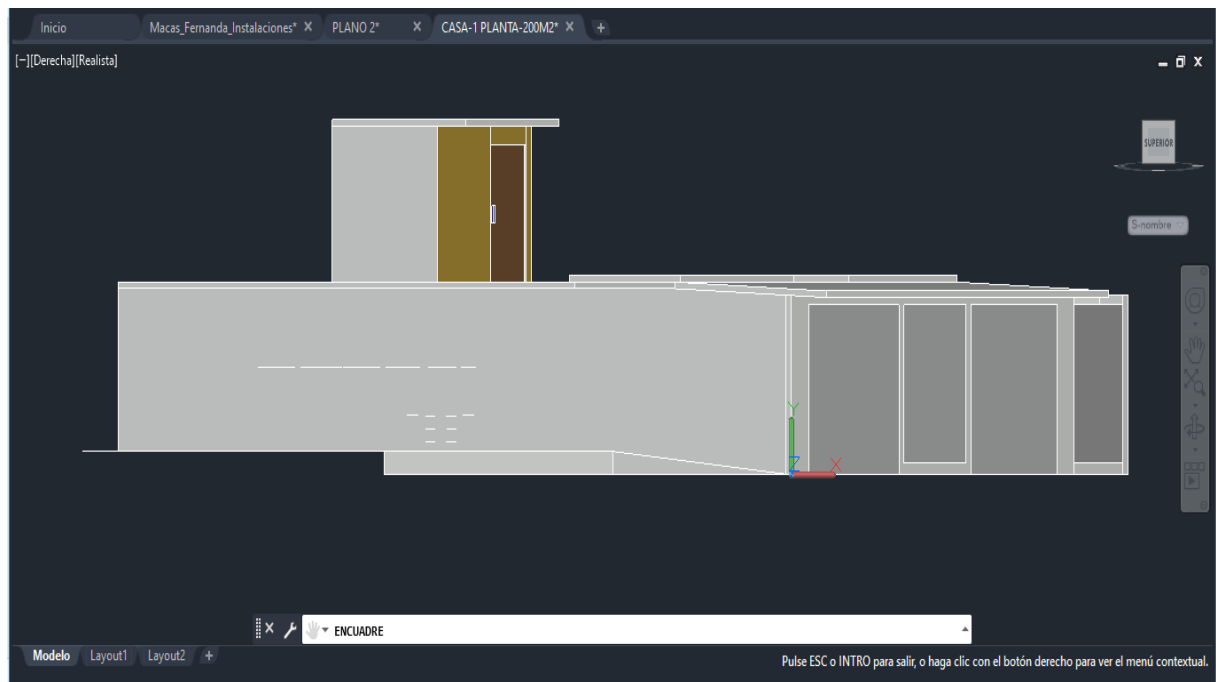 Inicio
Macas_Fernanda_Instalaciones*
PLANO 2*
CASA-1 PLANTA-200M2*
[−][Derecha][Realista]
SUPERIOR
S-nombre
Y
Z
X
ENCUADRE
Modelo
Layout1
Layout2
Pulse ESC o INTRO para salir, o haga clic con el botón derecho para ver el menú contextual.